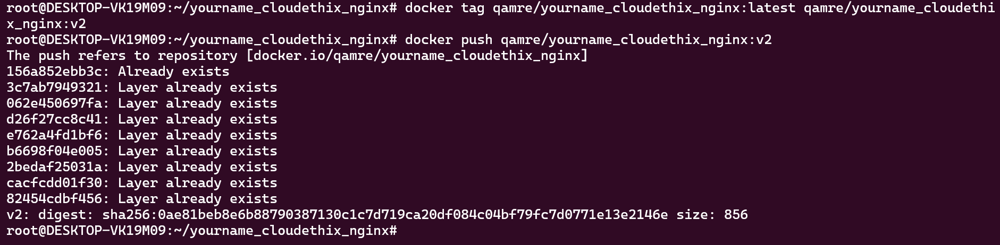 root@DESKTOP-VK19M09:~/yourname_cloudethix_nginx# docker tag qamre/yourname_cloudethix_nginx:latest qamre/yourname_cloudethi
x_nginx:v2
root@DESKTOP-VK19M09:~/yourname_cloudethix_nginx# docker push qamre/yourname_cloudethix_nginx:v2
The push refers to repository [docker.io/qamre/yourname_cloudethix_nginx]
156a852ebb3c: Already exists
3c7ab7949321: Layer already exists
062e450697fa: Layer already exists
d26f27cc8c41: Layer already exists
e762a4fd1bf6: Layer already exists
b6698f04e005: Layer already exists
2bedaf25031a: Layer already exists
cacfcdd01f30: Layer already exists
82454cdbf456: Layer already exists
v2: digest: sha256:0ae81beb8e6b88790387130c1c7d719ca20df084c04bf79fc7d0771e13e2146e size: 856
root@DESKTOP-VK19M09:~/yourname_cloudethix_nginx#